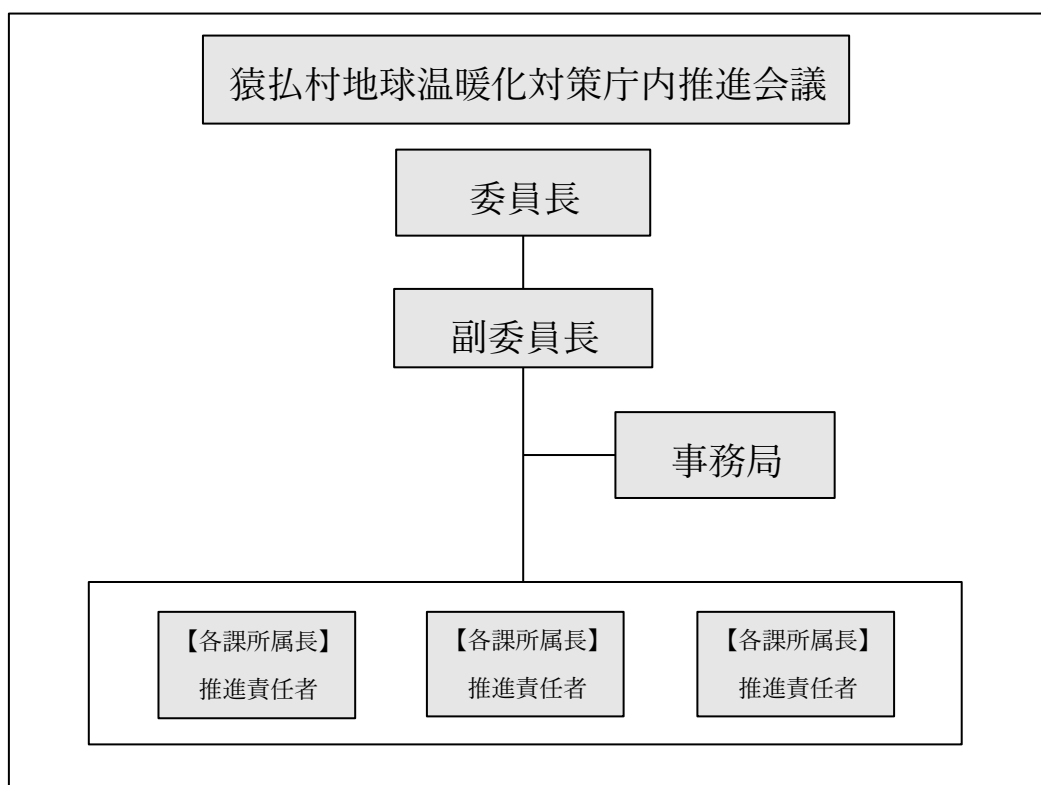 猿払村地球温暖化対策庁内推進会議
委員長
副委員長
事務局
【各課所属長】
推進責任者
【各課所属長】
推進責任者
【各課所属長】
推進責任者